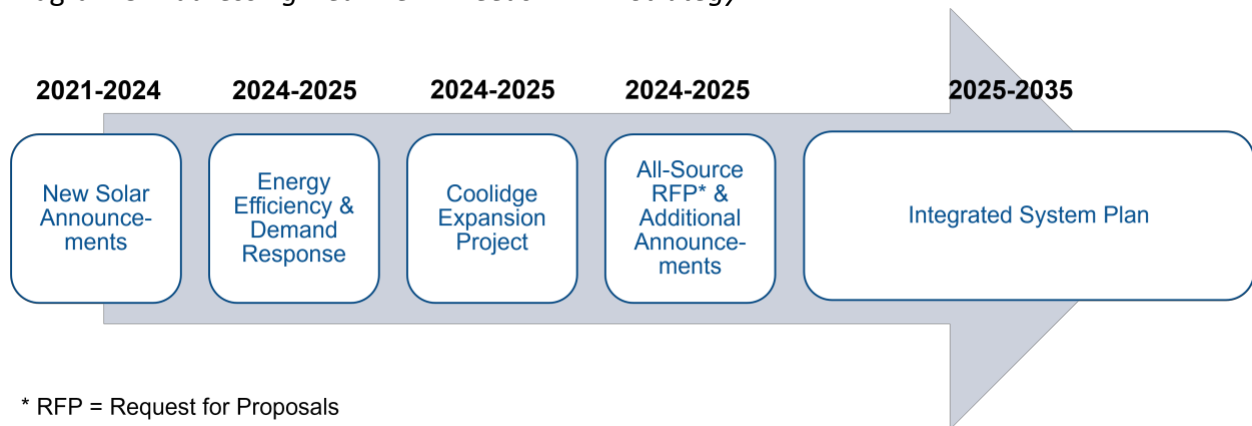 2021-2024
2024-2025
2024-2025
2024-2025
2025-2035
New Solar
Announce-
ments
Energy
Efficiency &
Demand
Response
Coolidge
Expansion
Project
All-Source
RFP* &
Additional
Announce-
ments
Integrated System Plan
* RFP = Request for Proposals